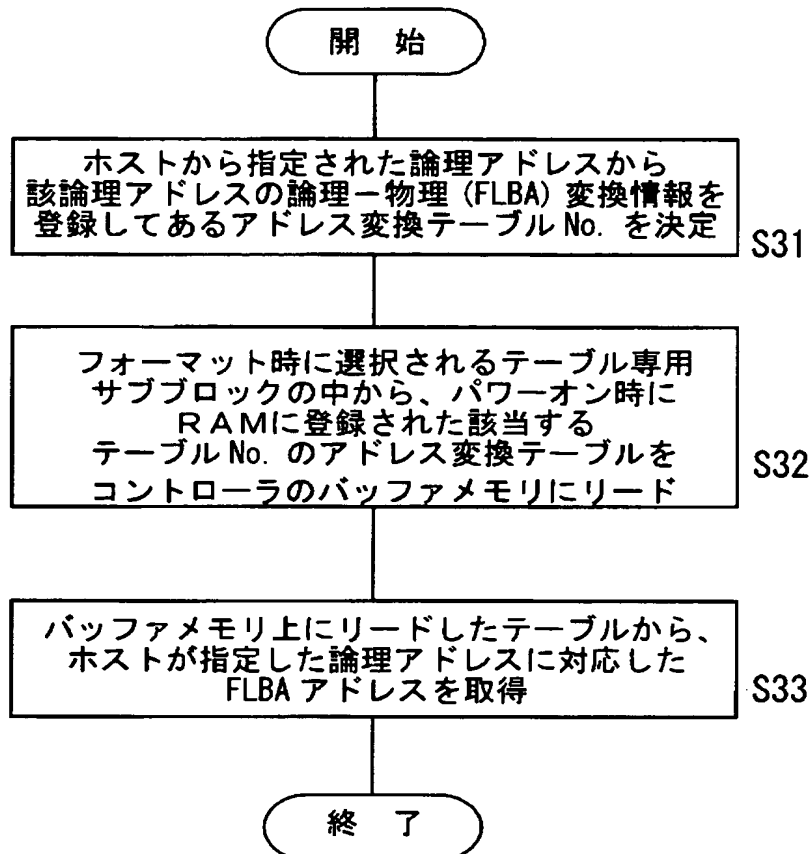 開 始
ホストから指定された論理アドレスから
該論理アドレスの論理ー物理 (FLBA) 変換情報を
登録してあるアドレス変換テーブル No. を決定
S31
フォーマット時に選択されるテーブル専用
サブブロックの中から、パワーオン時に
RAMに登録された該当する
テーブル No. のアドレス変換テーブルを
コントローラのバッファメモリにリード
S32
バッファメモリ上にリードしたテーブルから、
ホストが指定した論理アドレスに対応した
FLBA アドレスを取得
S33
終 了